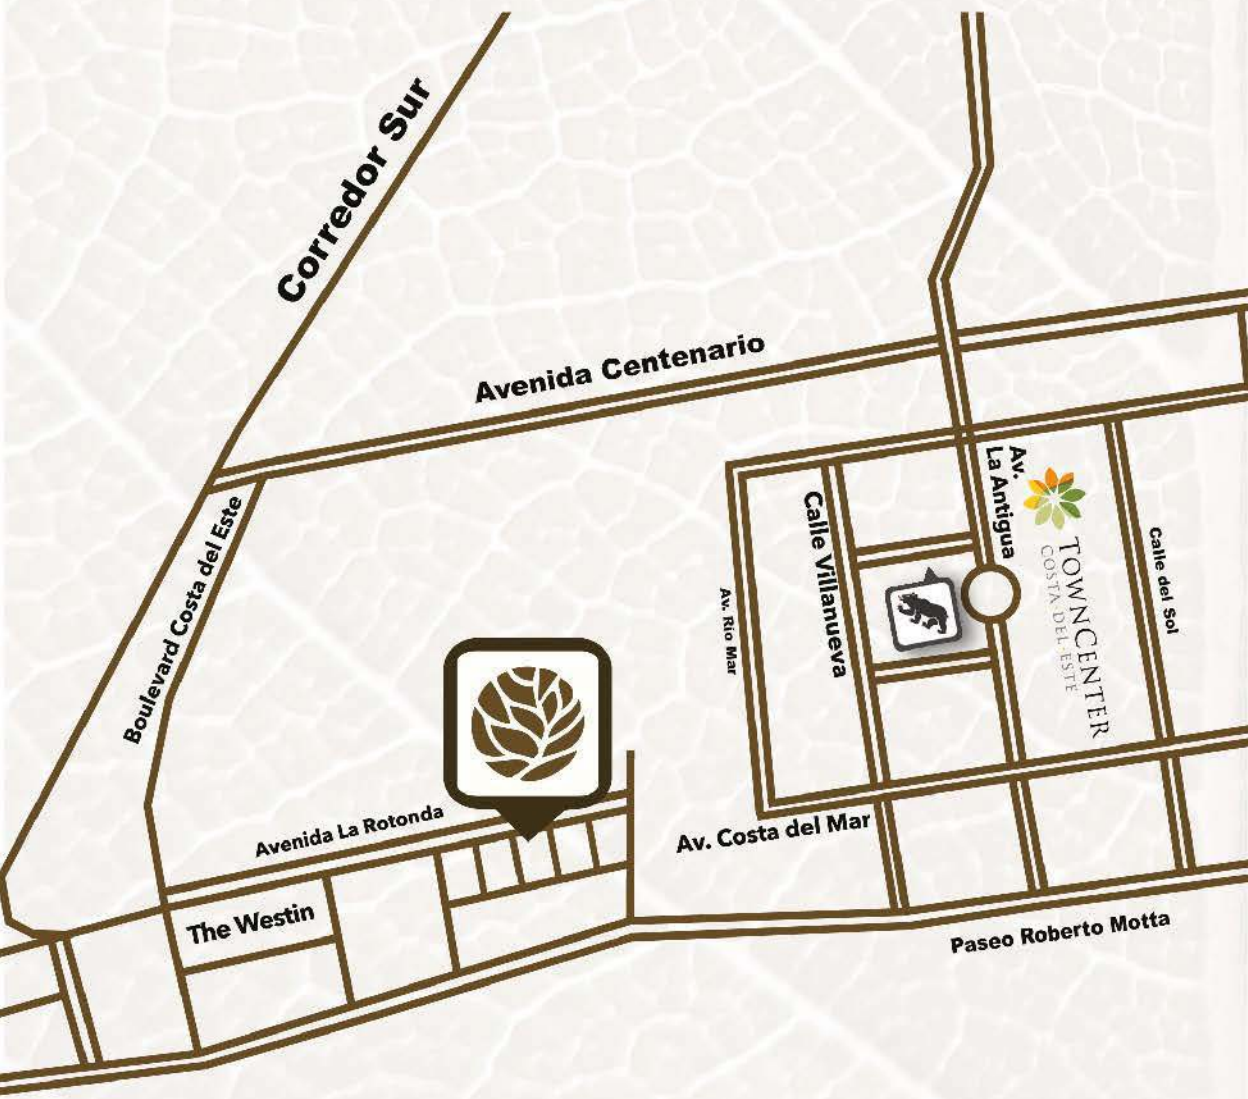 Corredor Sur
Avenida Centenario
Av.
La Antigua
Boulevard Costa del Este
Calle Villanueva
TOWNCENTER
COSTA DEL ESTE
Calle del Sol
Av. Rio Mar
Avenida La Rotonda
Av. Costa del Mar
The Westin
Paseo Roberto Motta